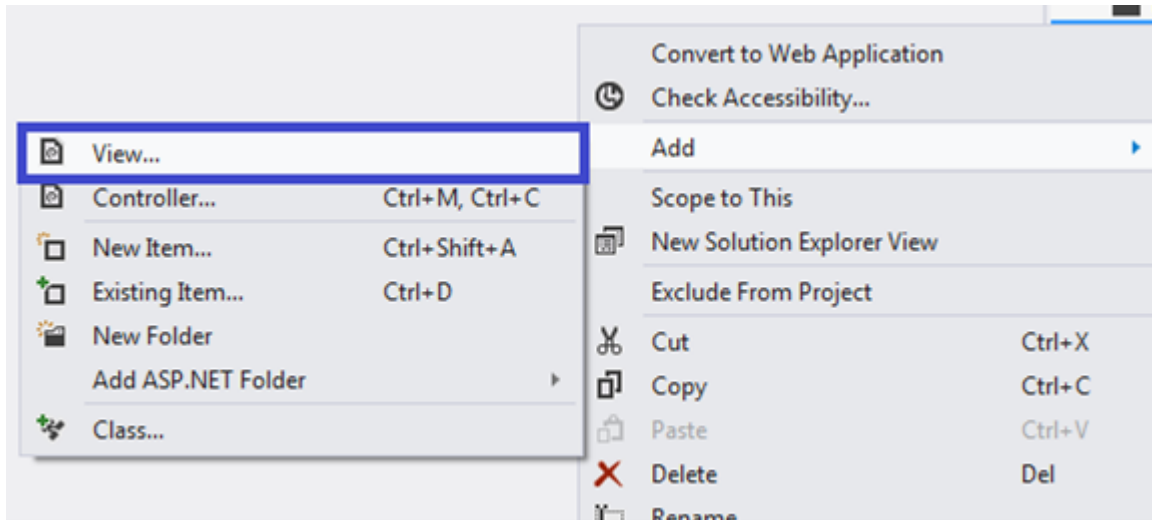 Convert to Web Application
Check Accessibility...
Add
Scope to This
New Solution Explorer View
Exclude From Project
Cut Ctrl+X
Copy Ctrl+C
Paste Ctrl+V
Delete Del
Rename
View...
Controller... Ctrl+M, Ctrl+C
New Item... Ctrl+Shift+A
Existing Item... Ctrl+D
New Folder
Add ASP.NET Folder
Class...